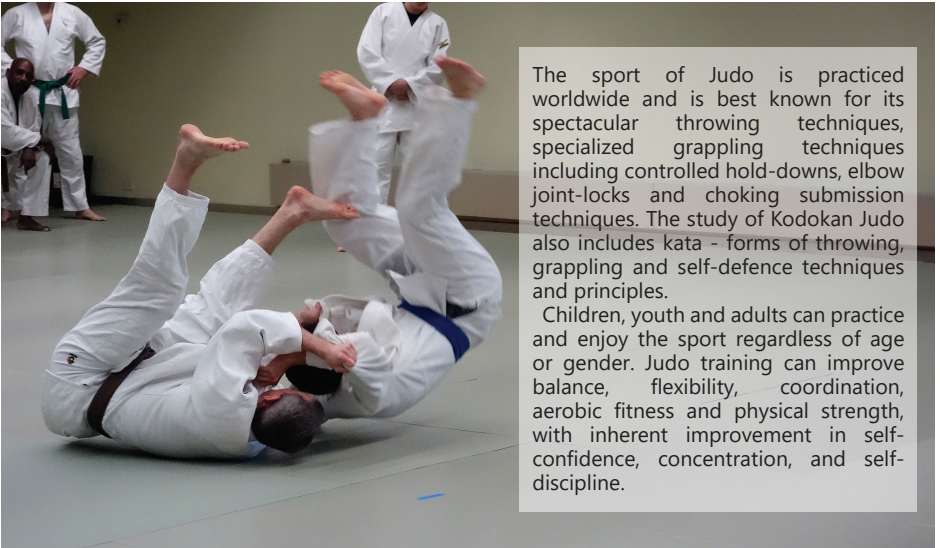 The sport of Judo is practiced
worldwide and is best known for its
spectacular throwing techniques,
specialized grappling techniques
including controlled hold-downs, elbow
joint-locks and choking submission
techniques. The study of Kodokan Judo
also includes kata - forms of throwing,
grappling and self-defence techniques
and principles.
Children, youth and adults can practice
and enjoy the sport regardless of age
or gender. Judo training can improve
balance, flexibility, coordination,
aerobic fitness and physical strength,
with inherent improvement in self-
confidence, concentration, and self-
discipline.